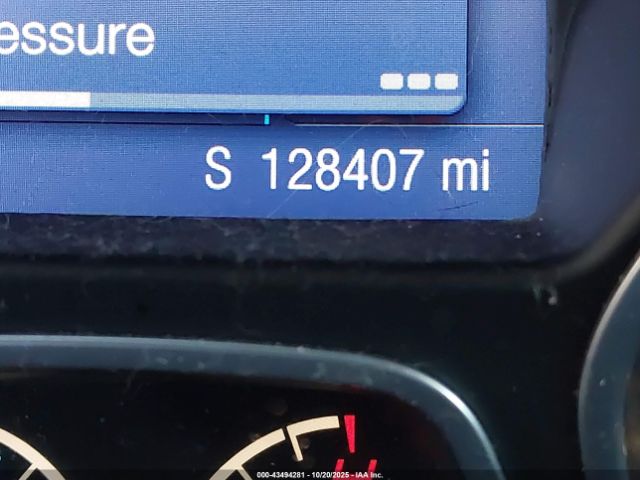 essure
S 128407 mi
000-43494281 - 10/20/2025 - IAA Inc.